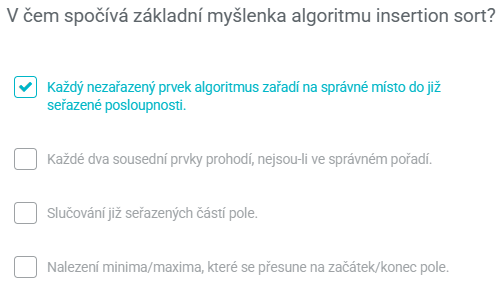 V čem spočívá základní myšlenka algoritmu insertion sort?
Každý nezařazený prvek algoritmus zařadí na správné místo do již
seřazené posloupnosti.
Každé dva sousední prvky prohodí, nejsou-li ve správném pořadí.
Slučování již seřazených částí pole.
Nalezení minima/maxima, které se přesune na začátek/konec pole.